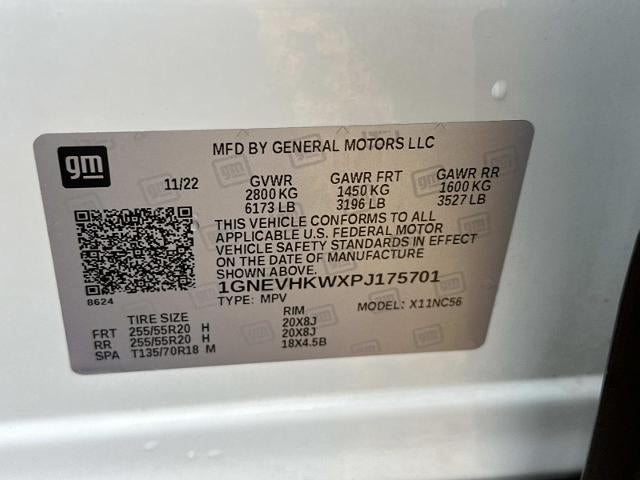 gm
MFD BY GENERAL MOTORS LLC
11/22 GVWR GAWR FRT GAWR RR
2800 KG 1450 KG 1600 KG
6173 LB 3196 LB 3527 LB
THIS VEHICLE CONFORMS TO ALL
APPLICABLE U.S. FEDERAL MOTOR
VEHICLE SAFETY STANDARDS IN EFFECT
ON THE DATE OF MANUFACTURE
SHOWN ABOVE.
8624
1GNEVHKWXPJ175701
TYPE: MPV MODEL: X11NC56
TIRE SIZE RIM
FRT 255/55R20 H 20X8J
RR 255/55R20 H 20X8J
SPA T135/70R18 M 18X4.5B